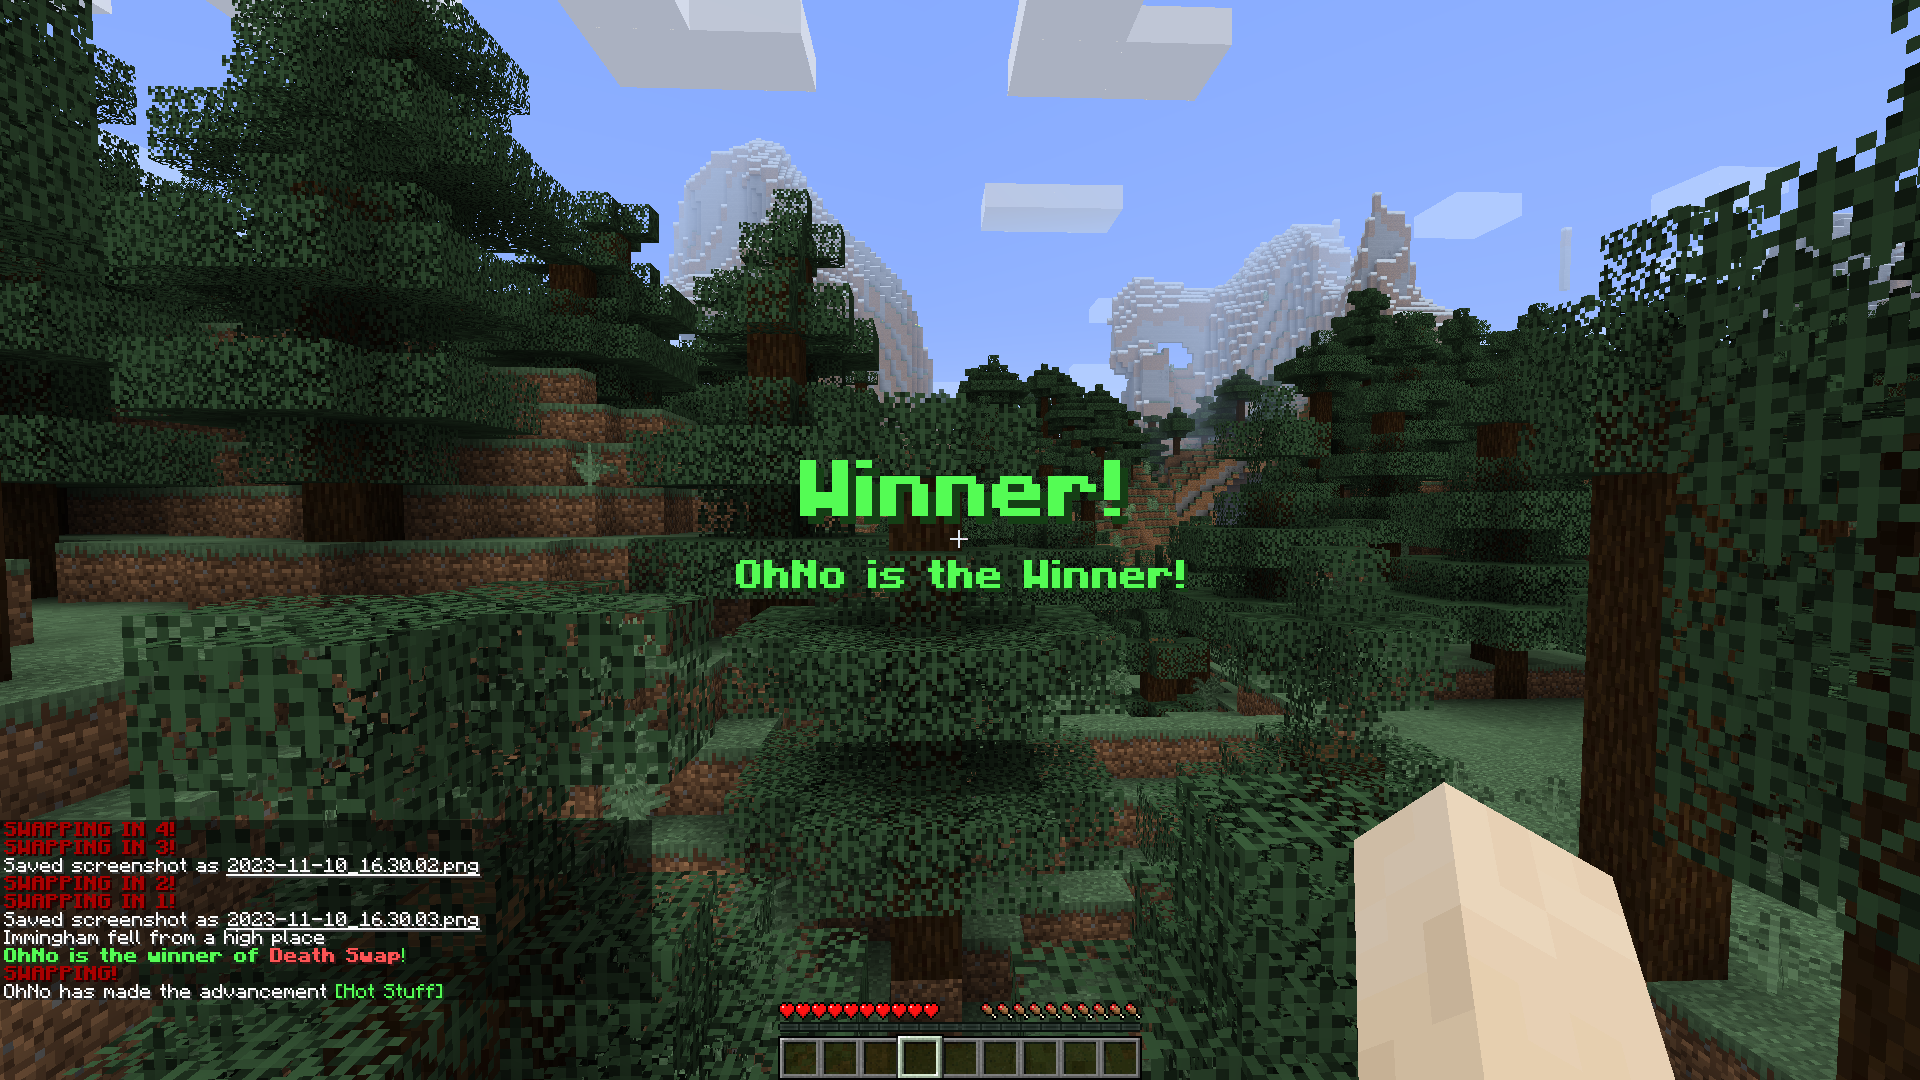 Winner!
OhNo is the Winner!
SWAPPING IN 4!
SWAPPING IN 3!
Saved screenshot as 2023-11-10_16.30.02.png
SWAPPING IN 2!
SWAPPING IN 1!
Saved screenshot as 2023-11-10_16.30.03.png
Immingham fell from a high place
OhNo is the winner of Death Swap!
SWAPPING!
OhNo has made the advancement [Hot Stuff]